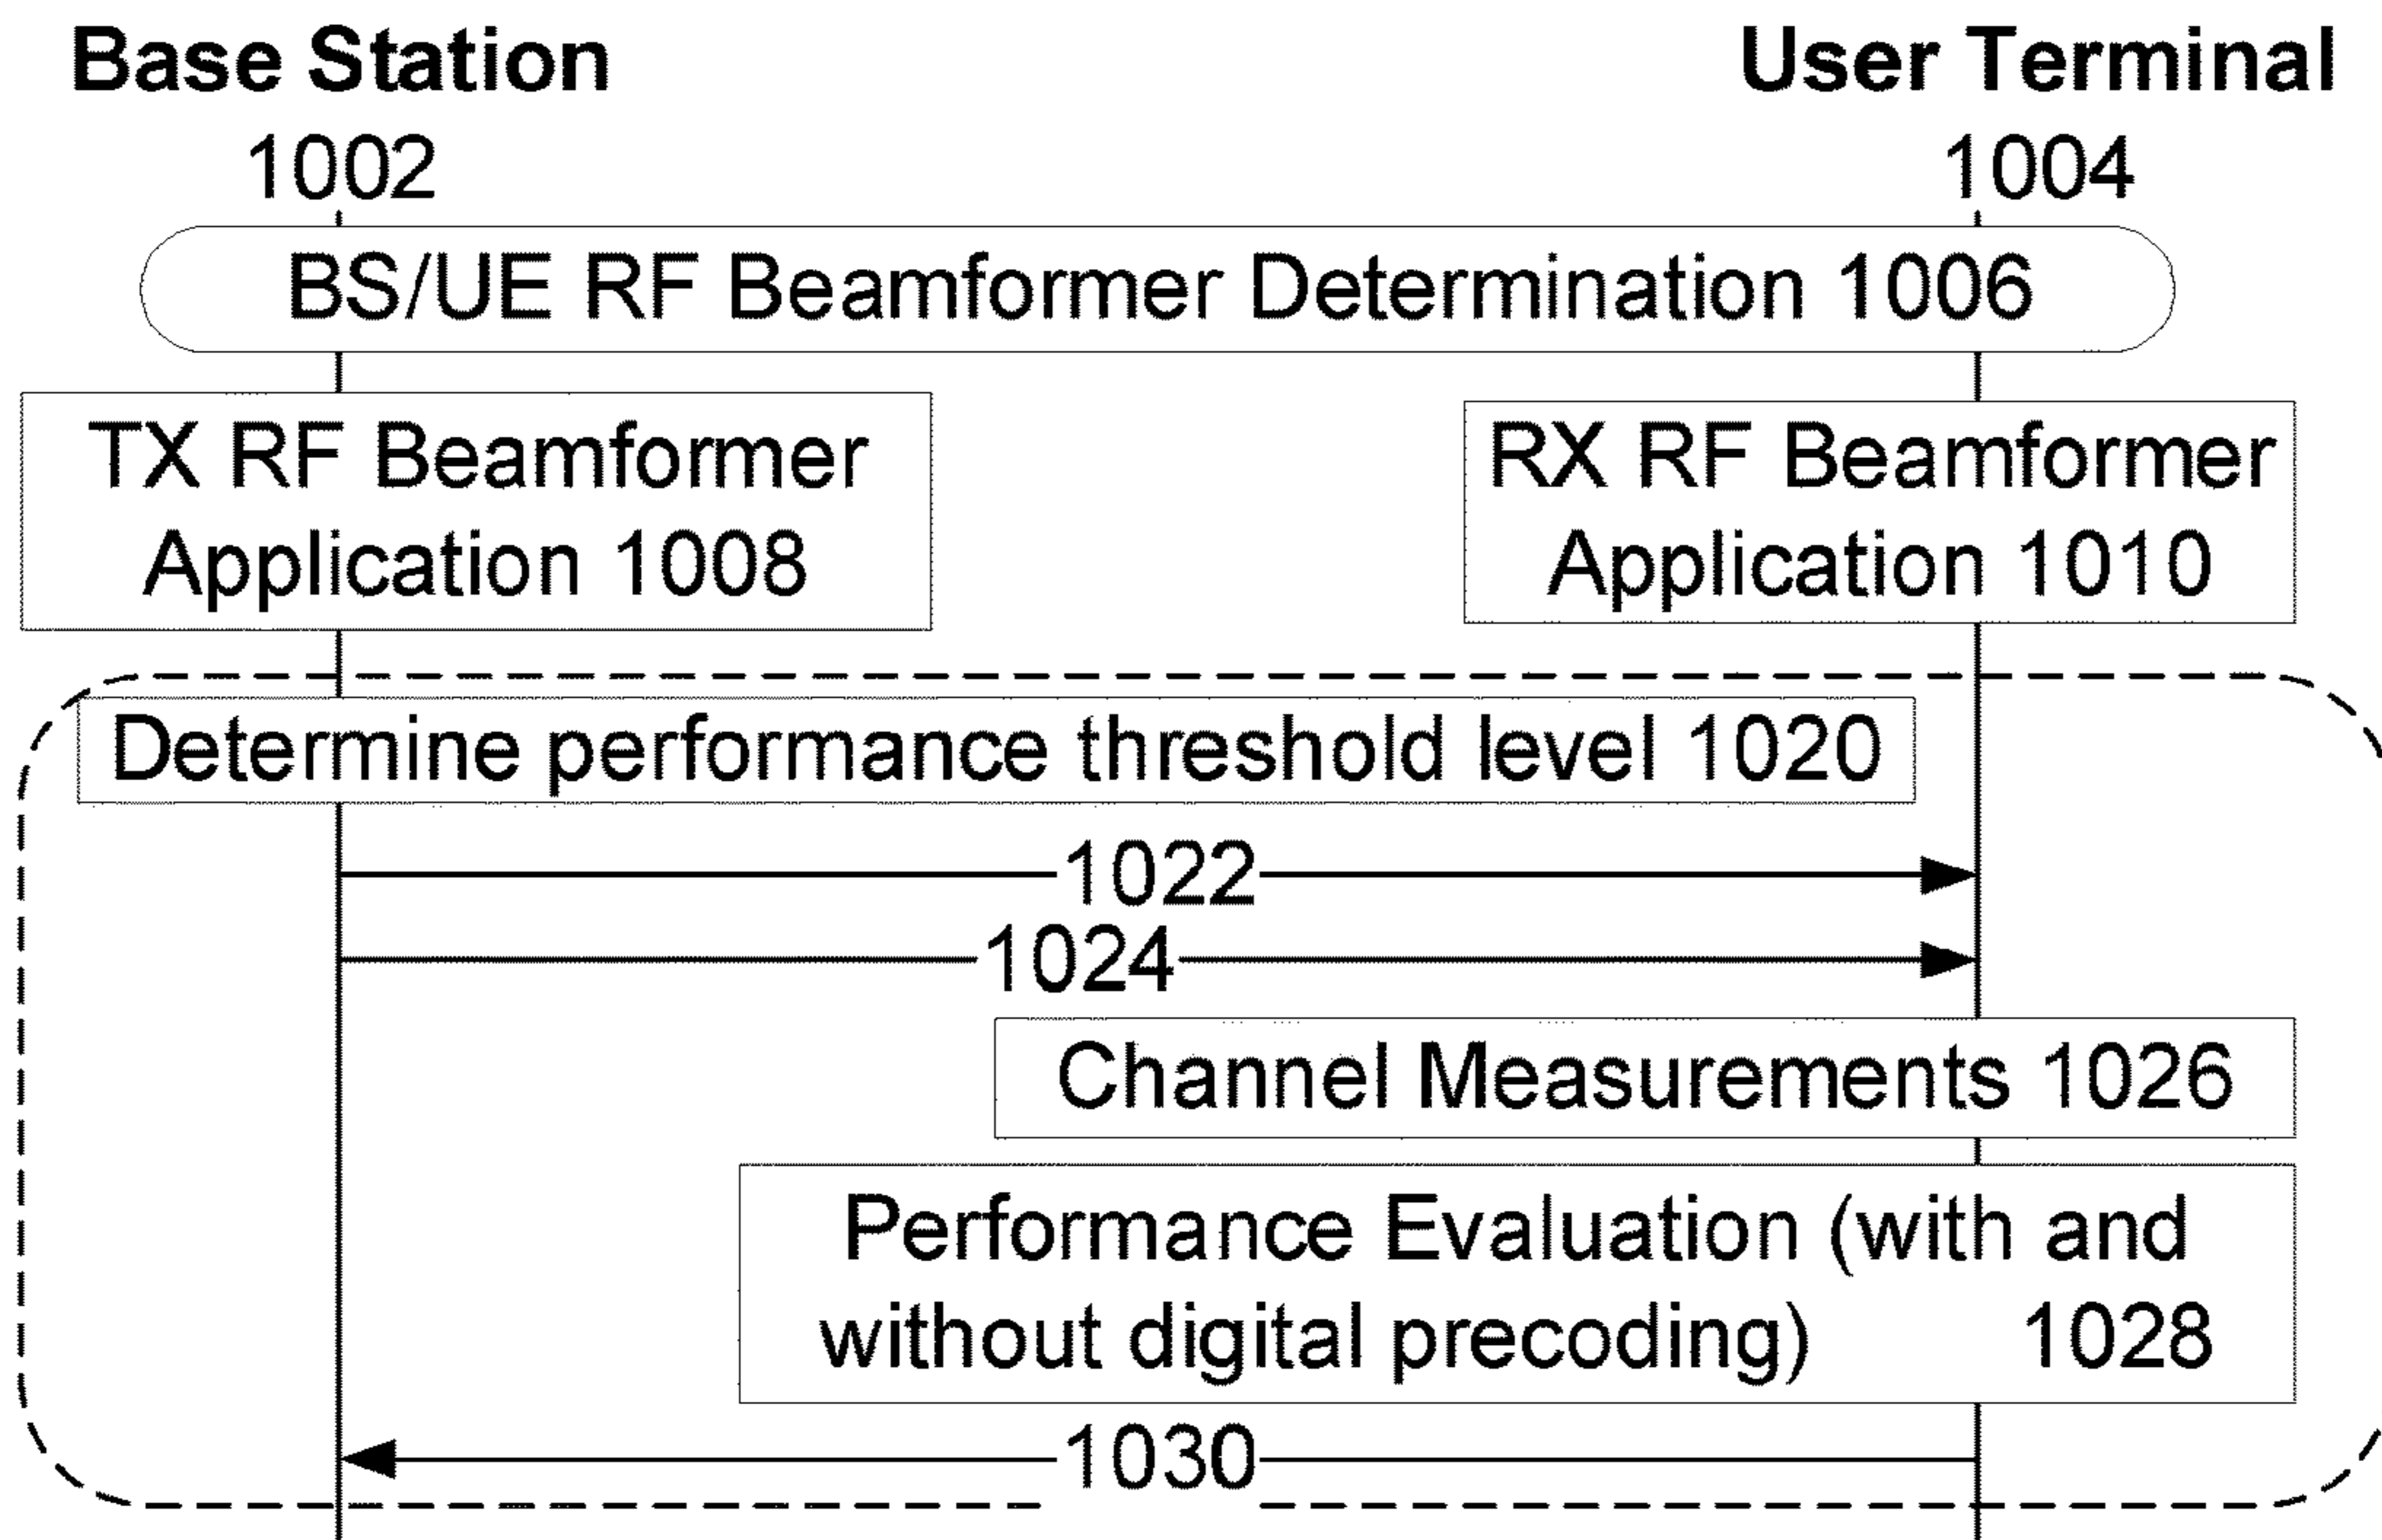 Base Station
User Terminal
1002
1004
BS/UE RF Beamformer Determination 1006
TX RF Beamformer
Application 1008
RX RF Beamformer
Application 1010
Determine performance threshold level 1020
1022
1024
Channel Measurements 1026
Performance Evaluation (with and
without digital precoding) 1028
1030